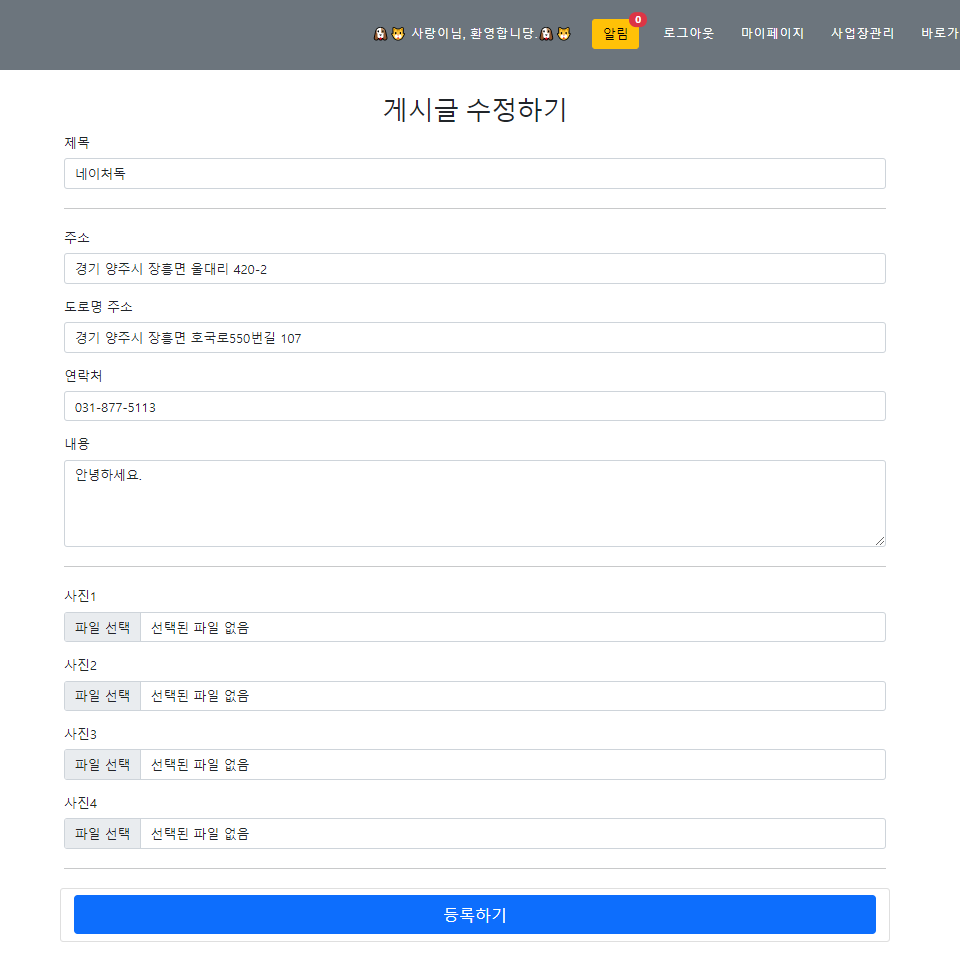 사랑이님, 환영합니당. 알림 0 로그아웃 마이페이지 사업장관리 바로가
게시글 수정하기
제목
네이처독
주소
경기 양주시 장흥면 울대리 420-2
도로명 주소
경기 양주시 장흥면 호국로550번길 107
연락처
031-877-5113
내용
안녕하세요.
사진1
파일 선택 선택된 파일 없음
사진2
파일 선택 선택된 파일 없음
사진3
파일 선택 선택된 파일 없음
사진4
파일 선택 선택된 파일 없음
등록하기